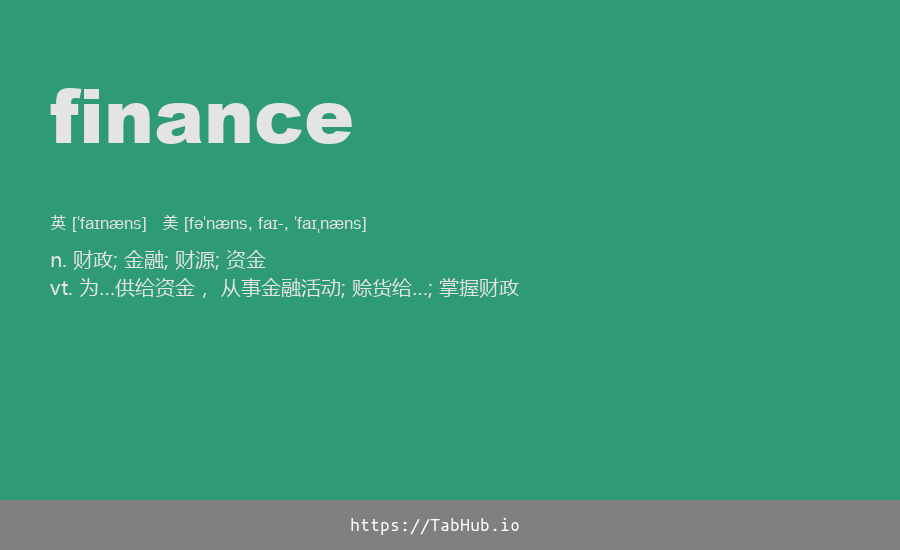 finance
英 [ˈfaɪnæns] 美 [fəˈnæns, faɪ-, ˈfaɪˌnæns]
n. 财政; 金融; 财源; 资金
vt. 为...供给资金， 从事金融活动; 赊货给...; 掌握财政
https://TabHub.io